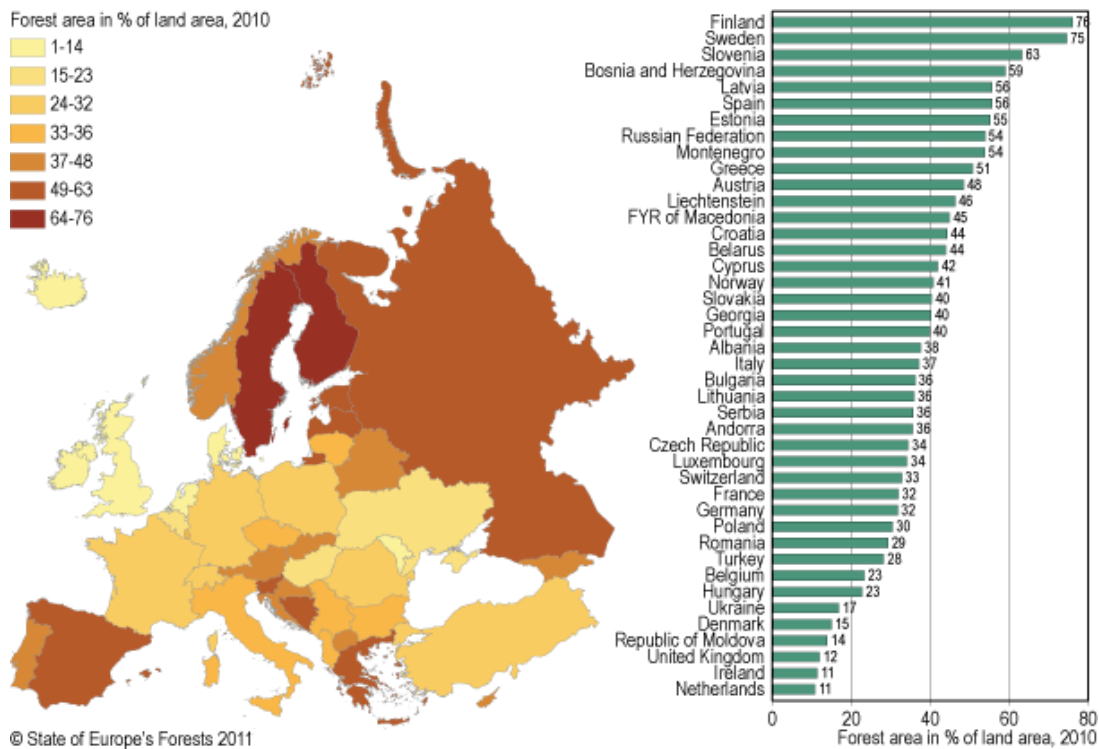 Forest area in % of land area, 2010
1-14
15-23
24-32
33-36
37-48
49-63
64-76
© State of Europe's Forests 2011
Finland 76
Sweden 75
Slovenia 63
Bosnia and Herzegovina 59
Latvia 56
Spain 56
Estonia 55
Russian Federation 54
Montenegro 54
Greece 51
Austria 48
Liechtenstein 46
FYR of Macedonia 45
Croatia 44
Belarus 44
Cyprus 42
Norway 41
Slovakia 40
Georgia 40
Portugal 40
Albania 38
Italy 37
Bulgaria 36
Lithuania 36
Serbia 36
Andorra 36
Czech Republic 34
Luxembourg 34
Switzerland 33
France 32
Germany 32
Poland 30
Romania 29
Turkey 28
Belgium 23
Hungary 23
Ukraine 17
Denmark 15
Republic of Moldova 14
United Kingdom 12
Ireland 11
Netherlands 11
0 20 40 60 80
Forest area in % of land area, 2010